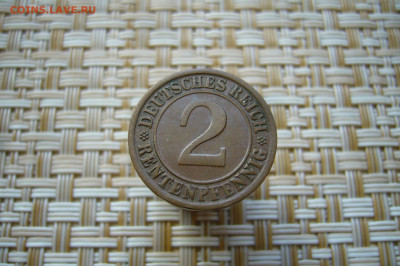 COINS.LAVE.RU
DEUTSCHES REICH
2
RENTENPFENNIG